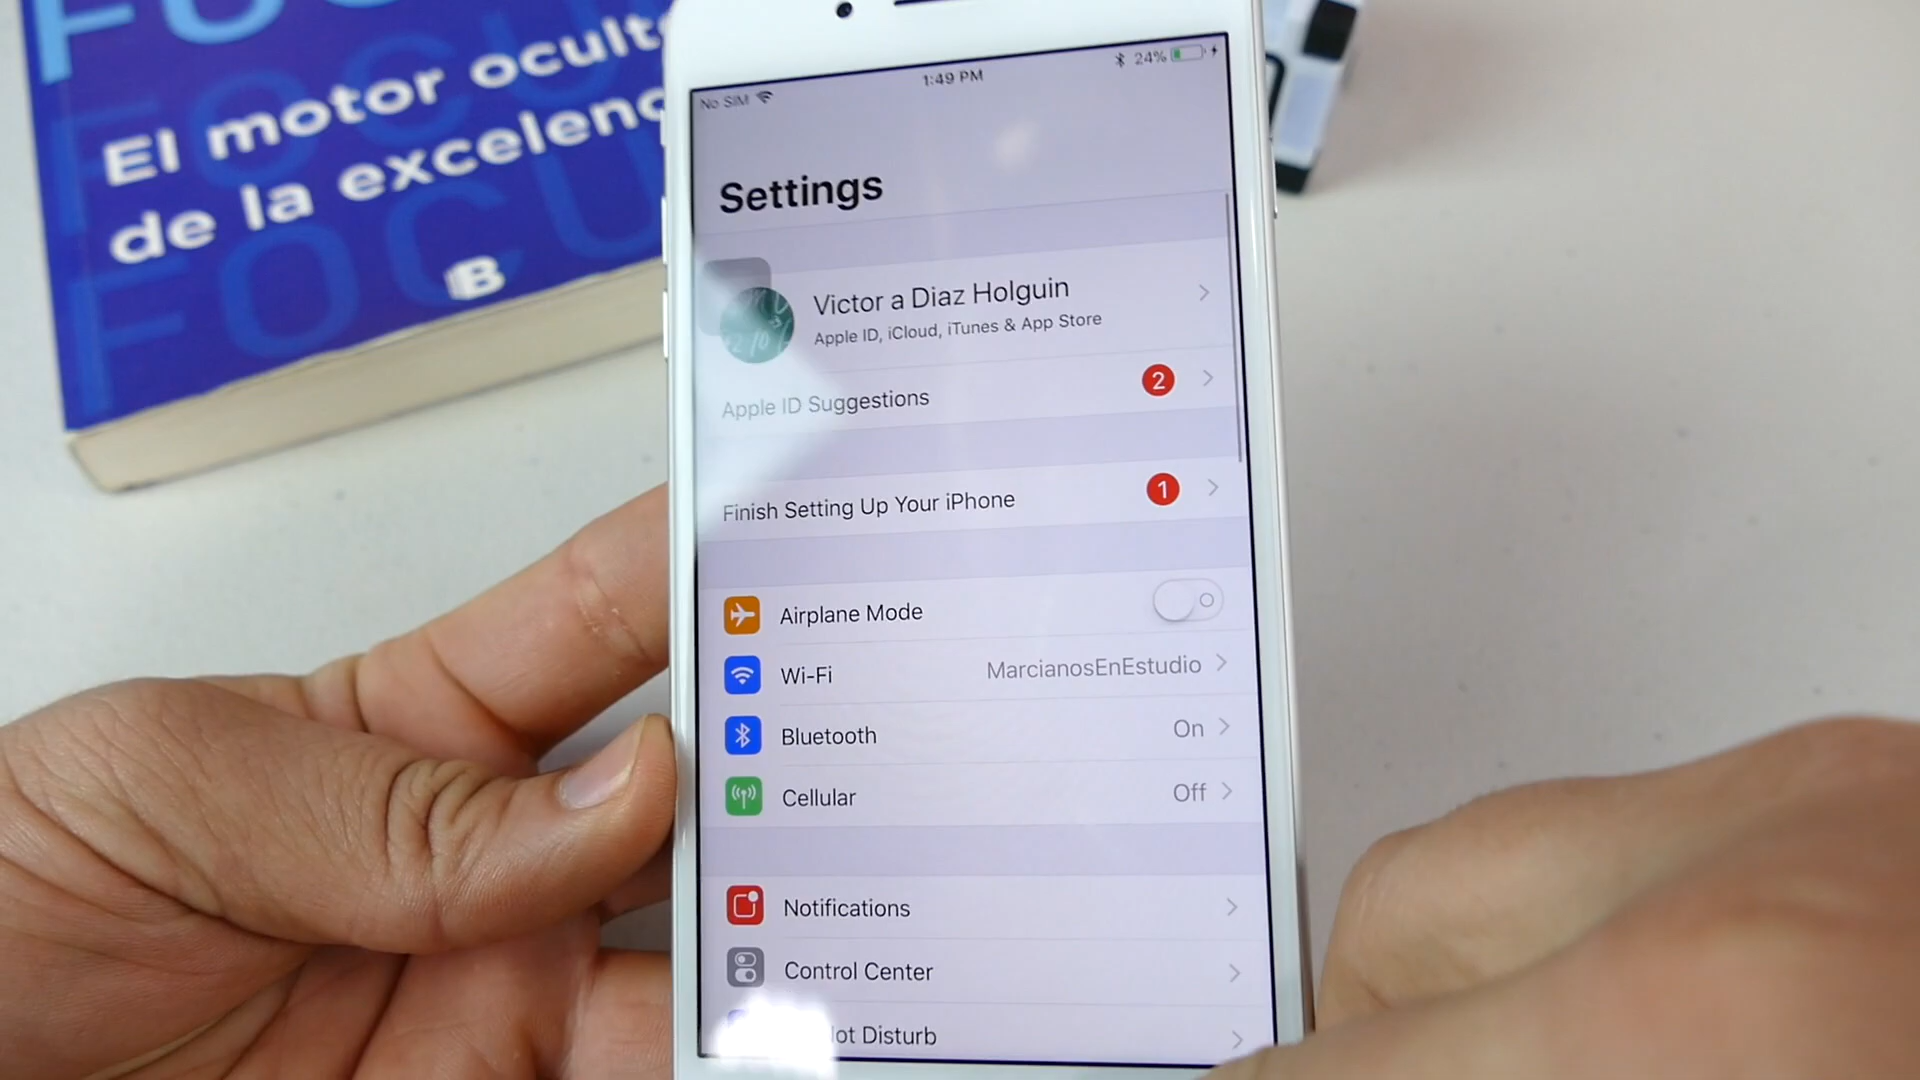 FOCU
El motor
de la
B
No SIM
1:49 PM
24%
Settings
Victor a Diaz Holguin
Apple ID, iCloud, iTunes & App Store
Apple ID Suggestions
2
Finish Setting Up Your iPhone
1
Airplane Mode
Wi-Fi
MarcianosEnEstudio
Bluetooth
On
Cellular
Off
Notifications
Control Center
Disturb